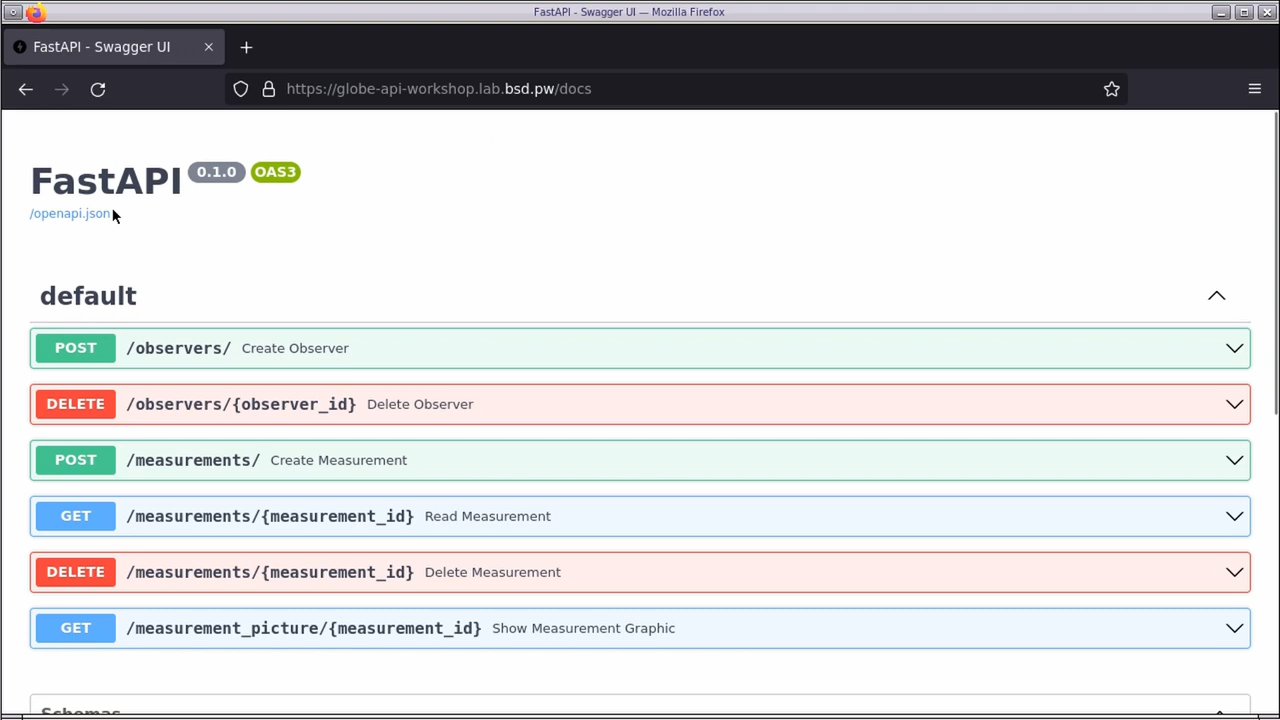 FastAPI - Swagger UI — Mozilla Firefox
FastAPI - Swagger UI
https://globe-api-workshop.lab.bsd.pw/docs
FastAPI 0.1.0 OAS3
/openapi.json
default
POST /observers/ Create Observer
DELETE /observers/{observer_id} Delete Observer
POST /measurements/ Create Measurement
GET /measurements/{measurement_id} Read Measurement
DELETE /measurements/{measurement_id} Delete Measurement
GET /measurement_picture/{measurement_id} Show Measurement Graphic
Schemas